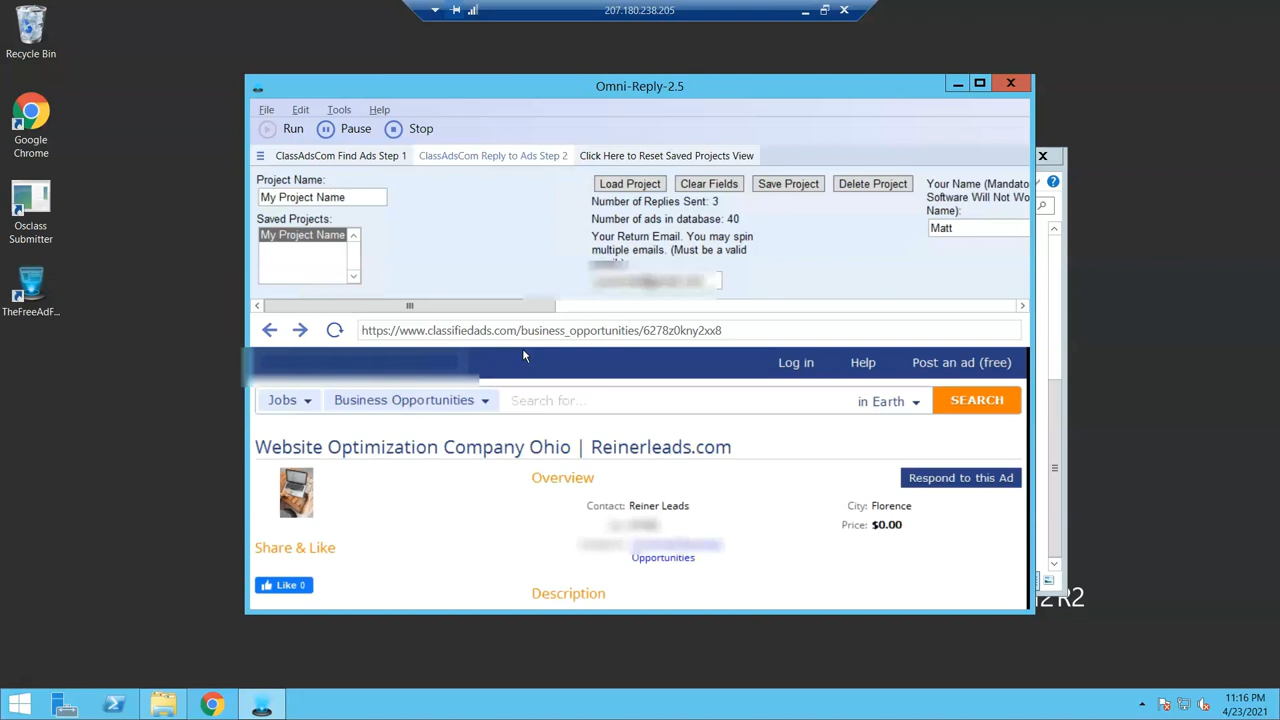 207.180.238.205
Recycle Bin
Google
Chrome
Osclass
Submitter
TheFreeAdF...
Omni-Reply-2.5
File Edit Tools Help
Run Pause Stop
ClassAdsCom Find Ads Step 1 ClassAdsCom Reply to Ads Step 2 Click Here to Reset Saved Projects View
Project Name:
My Project Name
Saved Projects:
My Project Name
Load Project Clear Fields Save Project Delete Project
Number of Replies Sent: 3
Number of ads in database: 40
Your Return Email. You may spin
multiple emails. (Must be a valid
Your Name (Mandato
Software Will Not Wo
Name):
Matt
https://www.classifiedads.com/business_opportunities/6278z0kny2xx8
Log in Help Post an ad (free)
Jobs Business Opportunities Search for... in Earth SEARCH
Website Optimization Company Ohio | Reinerleads.com
Overview
Respond to this Ad
Contact: Reiner Leads
City: Florence
Price: $0.00
Opportunities
Share & Like
Like 0
Description
R2
11:16 PM
4/23/2021